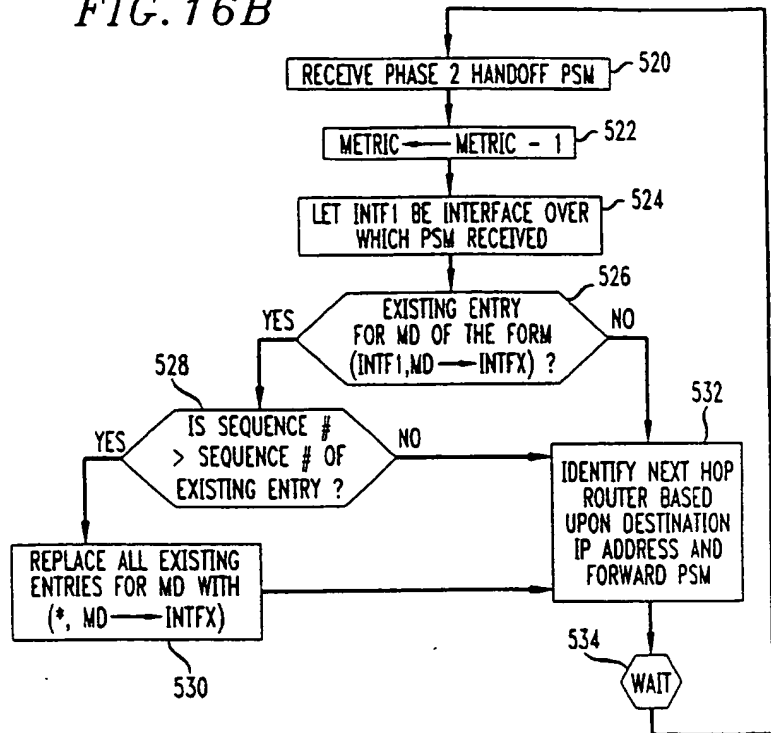 FIG. 16B
RECEIVE PHASE 2 HANDOFF PSM
520
METRIC ← METRIC - 1
522
LET INTF1 BE INTERFACE OVER
WHICH PSM RECEIVED
524
EXISTING ENTRY
FOR MD OF THE FORM
(INTF1,MD → INTFX) ?
526
YES
NO
528
IS SEQUENCE #
> SEQUENCE # OF
EXISTING ENTRY ?
YES
NO
532
IDENTIFY NEXT HOP
ROUTER BASED
UPON DESTINATION
IP ADDRESS AND
FORWARD PSM
REPLACE ALL EXISTING
ENTRIES FOR MD WITH
(*, MD → INTFX)
530
534
WAIT